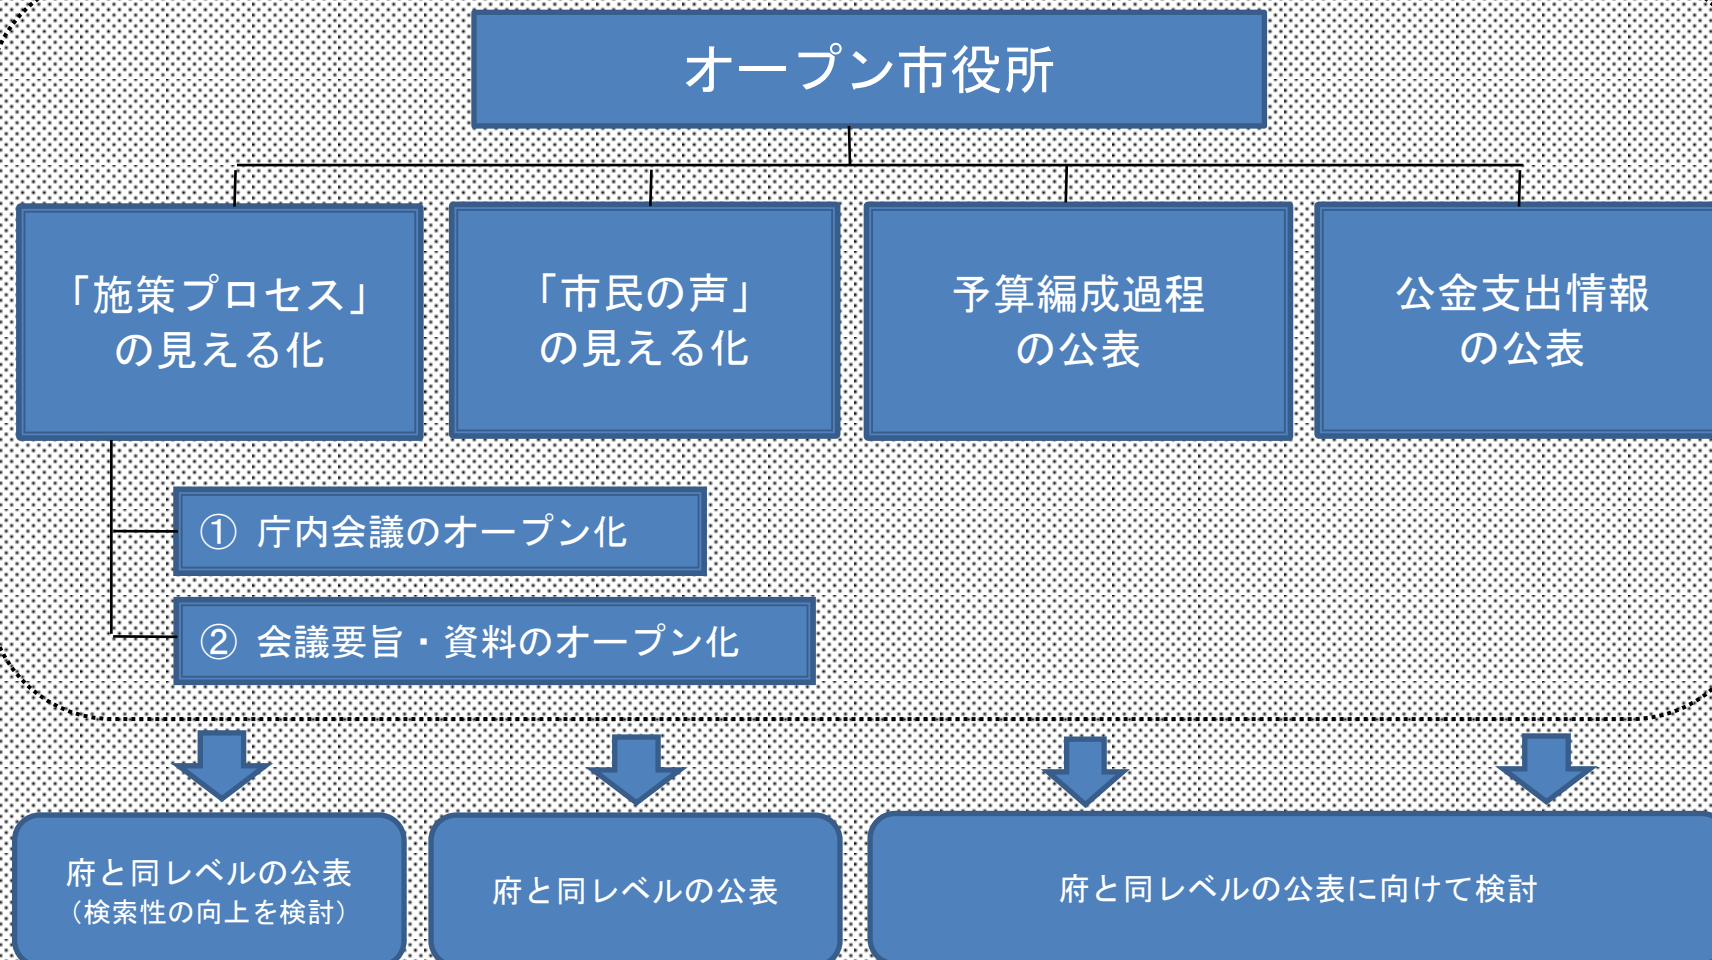 オープン市役所
「施策プロセス」
の見える化
「市民の声」
の見える化
予算編成過程
の公表
公金支出情報
の公表
① 庁内会議のオープン化
② 会議要旨・資料のオープン化
府と同レベルの公表
（検索性の向上を検討）
府と同レベルの公表
府と同レベルの公表に向けて検討